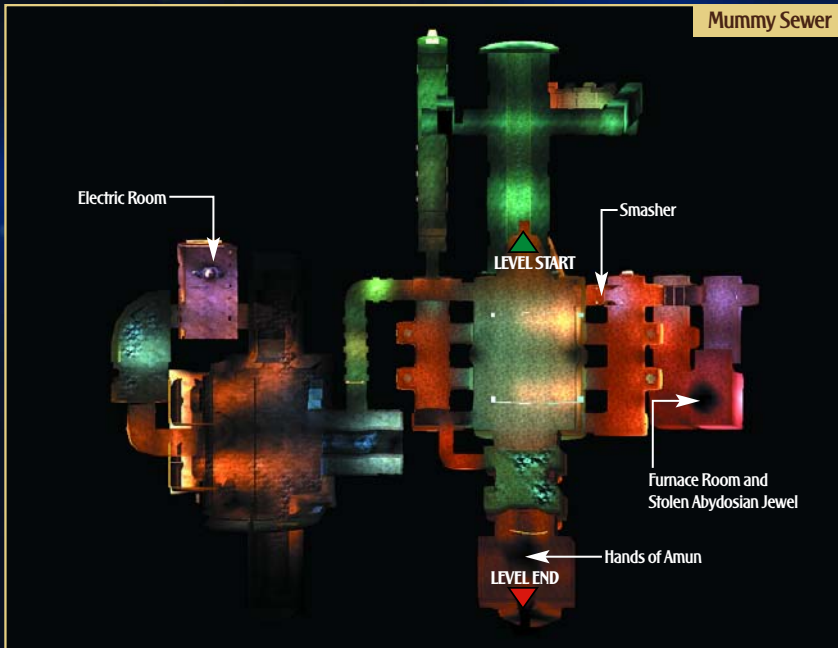 Mummy Sewer
Electric Room
Smasher
LEVEL START
Furnace Room and
Stolen Abydosian Jewel
Hands of Amun
LEVEL END